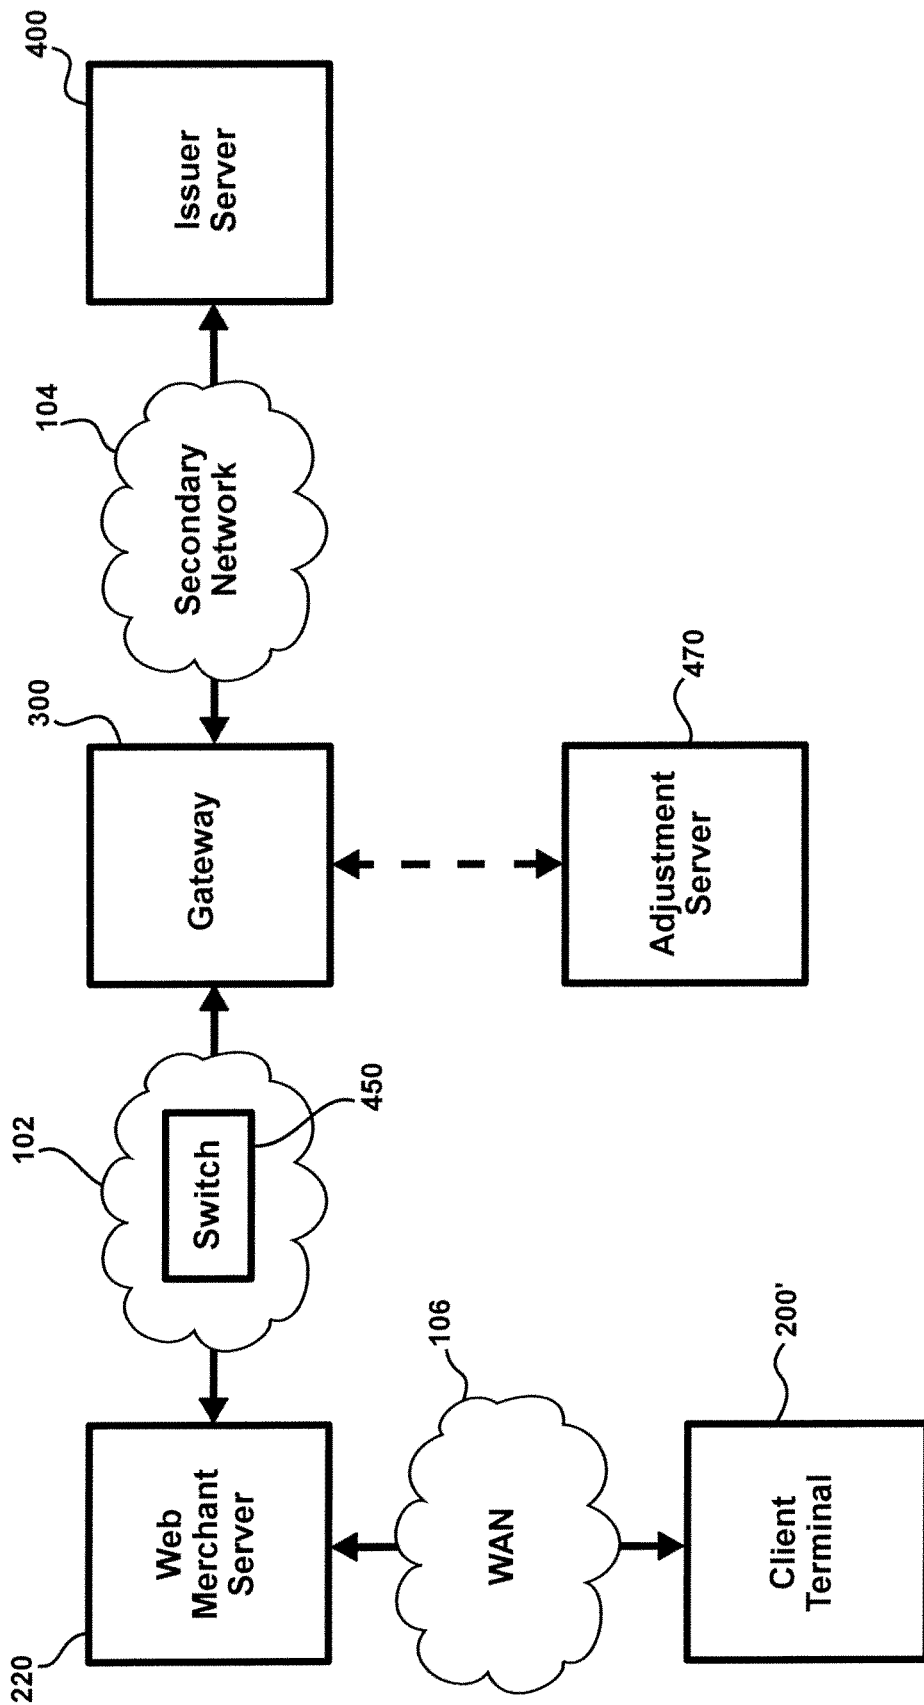 220
Web
Merchant
Server
102
Switch
450
300
Gateway
104
Secondary
Network
400
Issuer
Server
106
WAN
Adjustment
Server
470
Client
Terminal
200'